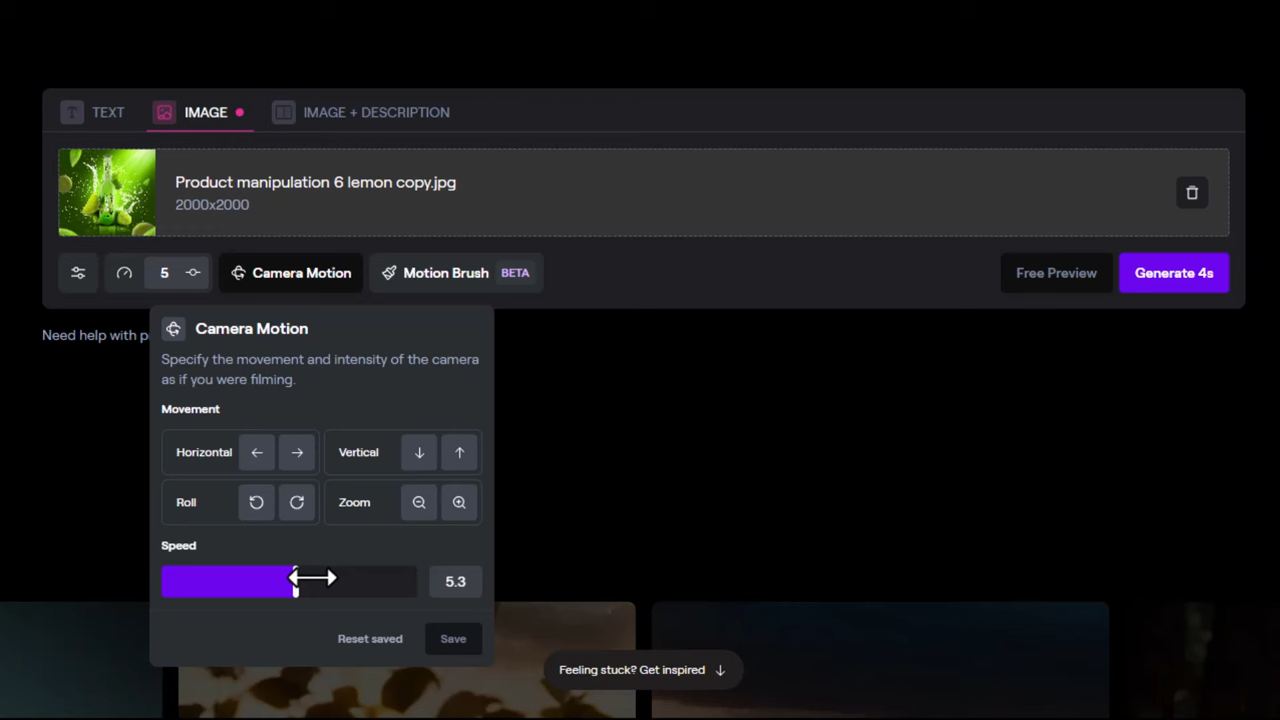 TEXT
IMAGE
IMAGE + DESCRIPTION
Product manipulation 6 lemon copy.jpg
2000x2000
5
Camera Motion
Motion Brush BETA
Free Preview
Generate 4s
Need help with p
Camera Motion
Specify the movement and intensity of the camera
as if you were filming.
Movement
Horizontal
Vertical
Roll
Zoom
Speed
5.3
Reset saved
Save
Feeling stuck? Get inspired